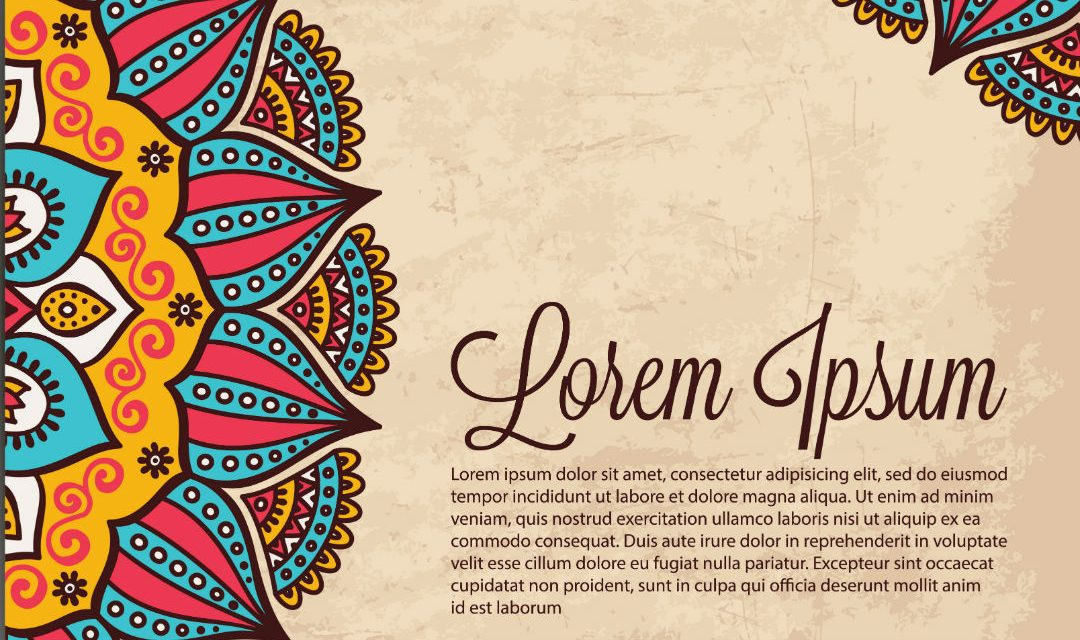 Lorem Ipsum
Lorem ipsum dolor sit amet, consectetur adipisicing elit, sed do eiusmod
tempor incididunt ut labore et dolore magna aliqua. Ut enim ad minim
veniam, quis nostrud exercitation ullamco laboris nisi ut aliquip ex ea
commodo consequat. Duis aute irure dolor in reprehenderit in voluptate
velit esse cillum dolore eu fugiat nulla pariatur. Excepteur sint occaecat
cupidatat non proident, sunt in culpa qui officia deserunt mollit anim
id est laborum